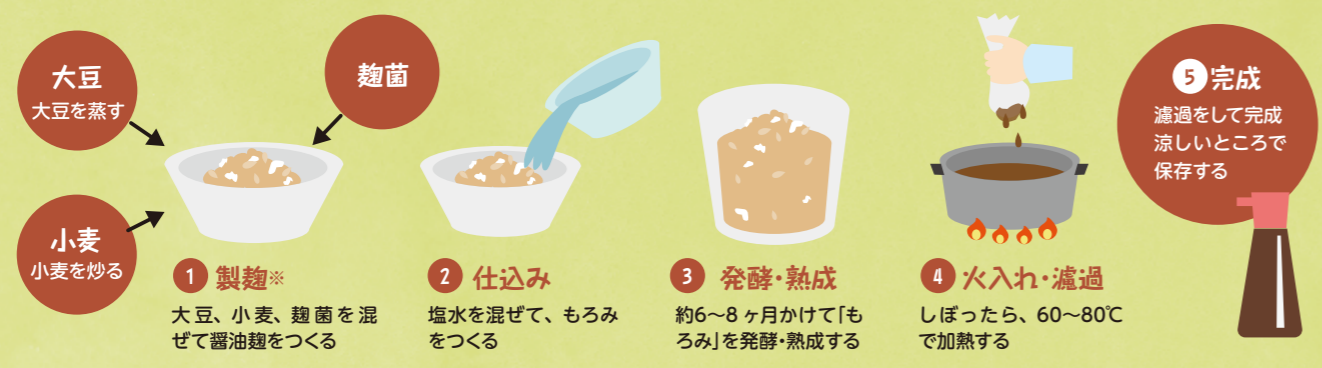 大豆
大豆を蒸す
麹菌
小麦
小麦を炒る
1 製麹※
大豆、小麦、麹菌を混
ぜて醤油麹をつくる
2 仕込み
塩水を混ぜて、もろみ
をつくる
3 発酵・熟成
約6〜8ヶ月かけて「も
ろみ」を発酵・熟成する
4 火入れ・濾過
しぼったら、60〜80℃
で加熱する
5 完成
濾過をして完成
涼しいところで
保存する